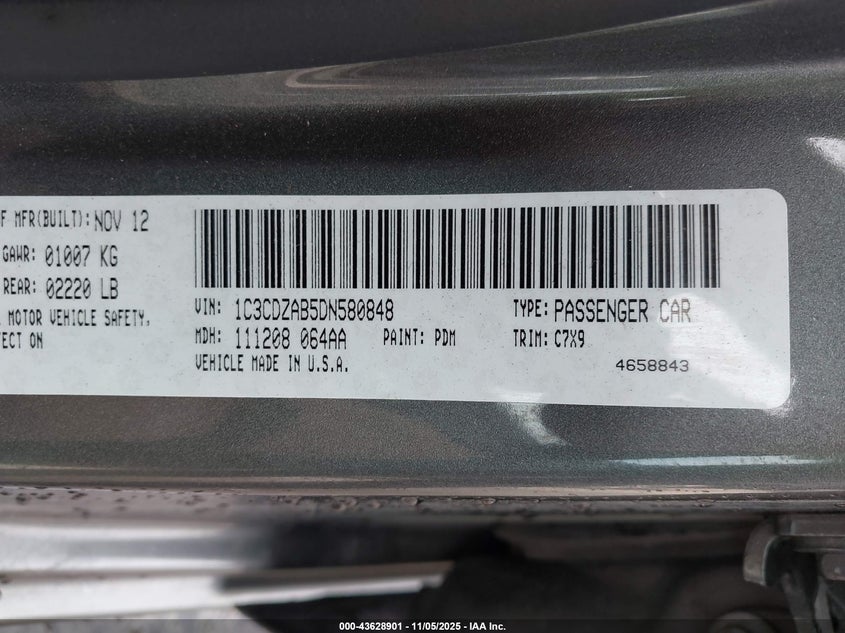 F MFR(BUILT): NOV 12
GAWR: 01007 KG
REAR: 02220 LB
MOTOR VEHICLE SAFETY,
ECT ON
VIN: 1C3CDZAB5DN580848 TYPE: PASSENGER CAR
MDH: 111208 064AA PAINT: PDM TRIM: C7X9
VEHICLE MADE IN U.S.A. 4658843
000-43628901 - 11/05/2025 - IAA Inc.